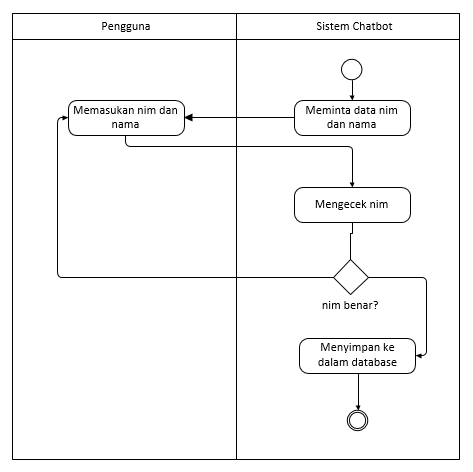 Pengguna
Sistem Chatbot
Memasukan nim dan
nama
Meminta data nim
dan nama
Mengecek nim
nim benar?
Menyimpan ke
dalam database